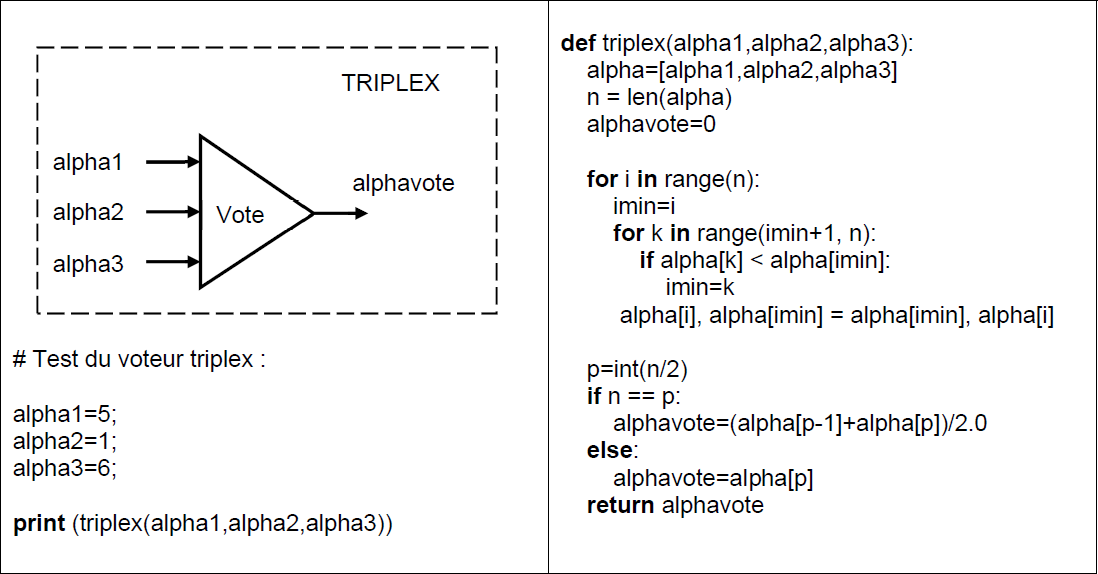 TRIPLEX
alpha1
alpha2
alpha3
Vote
alphavote
# Test du voteur triplex :
alpha1=5;
alpha2=1;
alpha3=6;
print (triplex(alpha1,alpha2,alpha3))
def triplex(alpha1,alpha2,alpha3):
alpha=[alpha1,alpha2,alpha3]
n = len(alpha)
alphavote=0
for i in range(n):
imin=i
for k in range(imin+1, n):
if alpha[k] < alpha[imin]:
imin=k
alpha[i], alpha[imin] = alpha[imin], alpha[i]
p=int(n/2)
if n == p:
alphavote=(alpha[p-1]+alpha[p])/2.0
else:
alphavote=alpha[p]
return alphavote